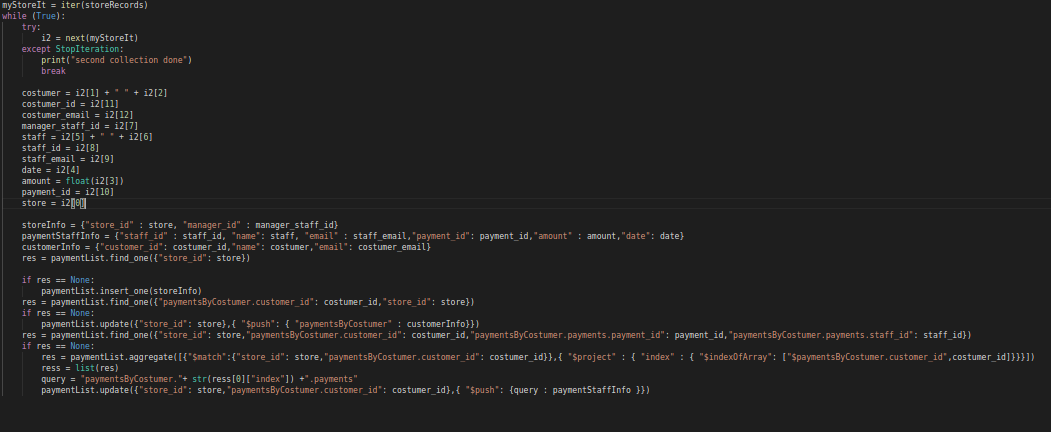 myStoreIt = iter(storeRecords)
while (True):
    try:
        i2 = next(myStoreIt)
    except StopIteration:
        print("second collection done")
        break
    costumer = i2[1] + " " + i2[2]
    costumer_id = i2[11]
    costumer_email = i2[12]
    manager_staff_id = i2[7]
    staff = i2[5] + " " + i2[6]
    staff_id = i2[8]
    staff_email = i2[9]
    date = i2[4]
    amount = float(i2[3])
    payment_id = i2[10]
    store = i2[0]
    storeInfo = {"store_id" : store, "manager_id" : manager_staff_id}
    paymentStaffInfo = {"staff_id" : staff_id, "name": staff, "email" : staff_email,"payment_id": payment_id,"amount" : amount,"date": date}
    customerInfo = {"customer_id": costumer_id,"name": costumer,"email": costumer_email}
    res = paymentList.find_one({"store_id": store})
    if res == None:
        paymentList.insert_one(storeInfo)
    res = paymentList.find_one({"paymentsByCostumer.customer_id": costumer_id,"store_id": store})
    if res == None:
        paymentList.update({"store_id": store},{ "$push": { "paymentsByCostumer" : customerInfo}})
    res = paymentList.find_one({"store_id": store,"paymentsByCostumer.customer_id": costumer_id,"paymentsByCostumer.payments.payment_id": payment_id,"paymentsByCostumer.payments.staff_id": staff_id})
    if res == None:
        res = paymentList.aggregate([{"$match":{"store_id": store,"paymentsByCostumer.customer_id": costumer_id}},{ "$project" : { "index" : { "$indexOfArray": ["$paymentsByCostumer.customer_id",costumer_id]}}}])
        ress = list(res)
        query = "paymentsByCostumer."+ str(ress[0]["index"]) +".payments"
        paymentList.update({"store_id": store,"paymentsByCostumer.customer_id": costumer_id},{ "$push": {query : paymentStaffInfo }})